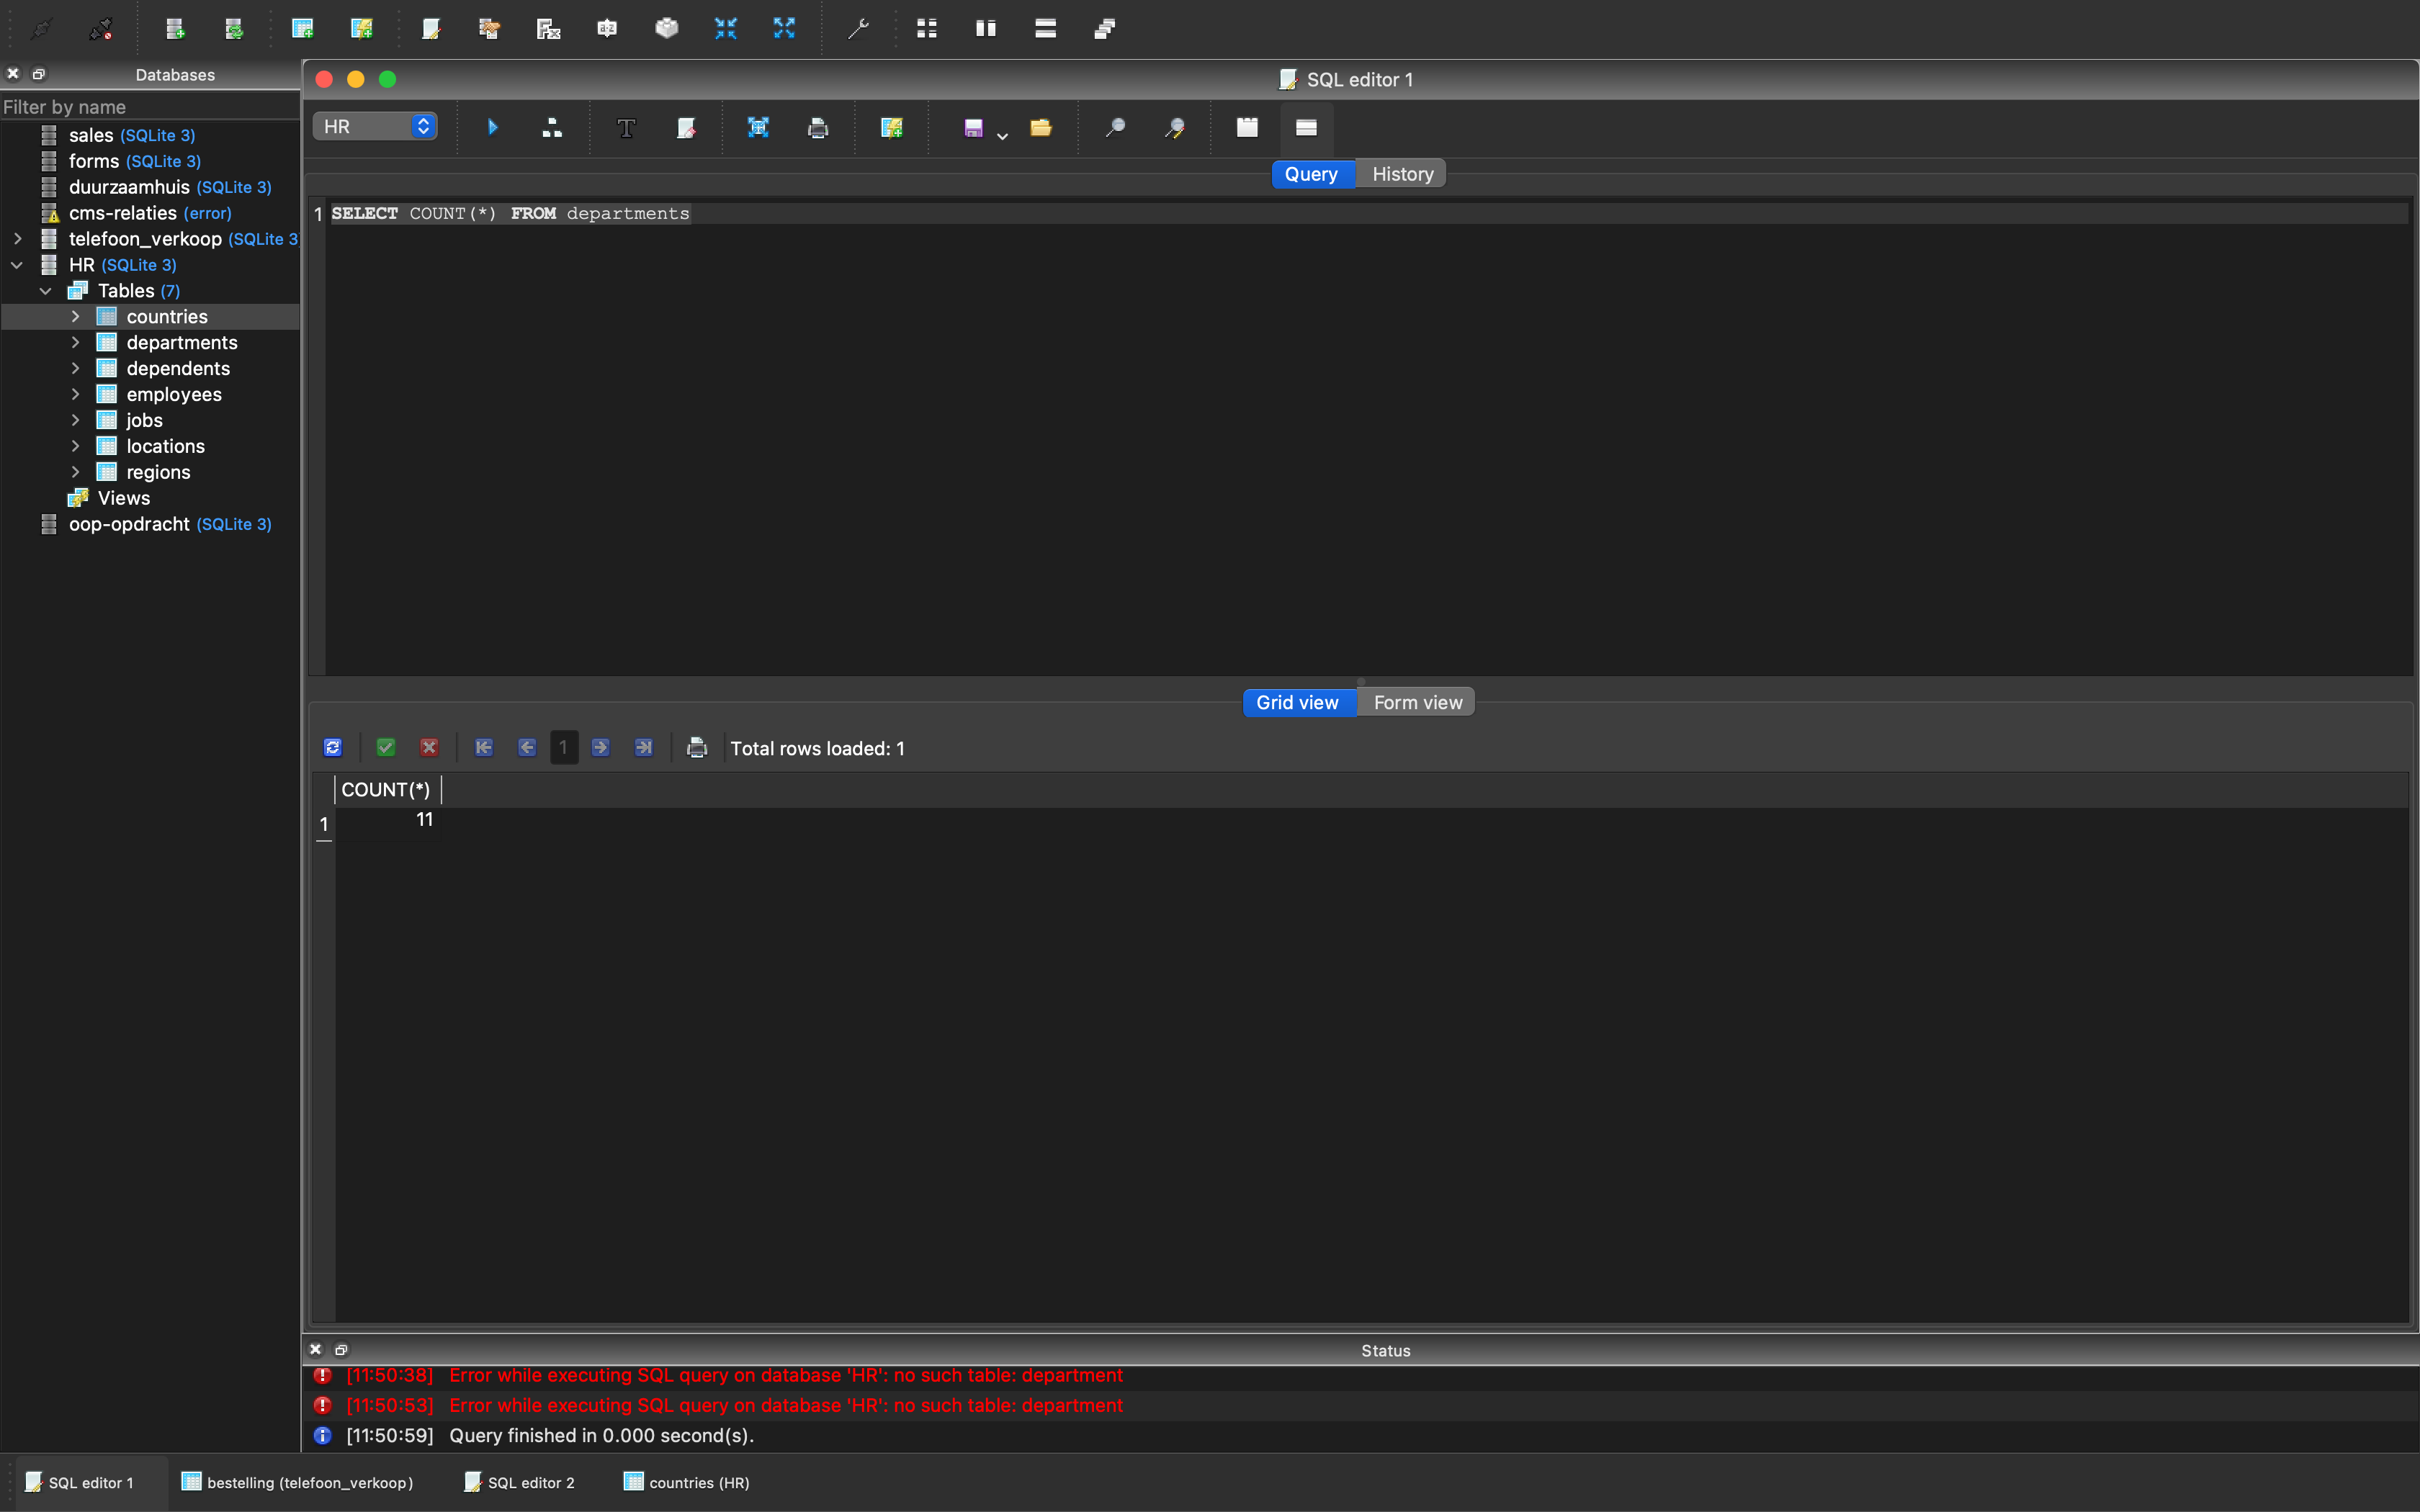 Databases
Filter by name
sales (SQLite 3)
forms (SQLite 3)
duurzaamhuis (SQLite 3)
cms-relaties (error)
telefoon_verkoop (SQLite 3
HR (SQLite 3)
Tables (7)
countries
departments
dependents
employees
jobs
locations
regions
Views
oop-opdracht (SQLite 3)
SQL editor 1
HR
Query History
1 SELECT COUNT(*) FROM departments
Grid view Form view
1 Total rows loaded: 1
COUNT(*)
1 11
Status
[11:50:38] Error while executing SQL query on database 'HR': no such table: department
[11:50:53] Error while executing SQL query on database 'HR': no such table: department
[11:50:59] Query finished in 0.000 second(s).
SQL editor 1 bestelling (telefoon_verkoop) SQL editor 2 countries (HR)